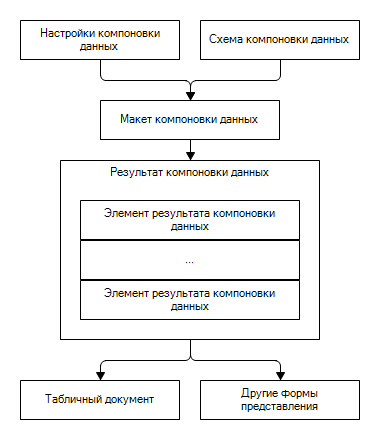 Настройки компоновки
данных
Схема компоновки данных
Макет компоновки данных
Результат компоновки данных
Элемент результата компоновки
данных
...
Элемент результата компоновки
данных
Табличный документ
Другие формы
представления